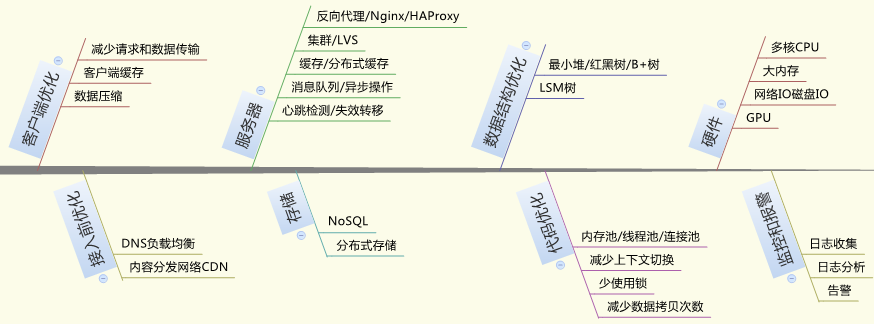 客户端优化
减少请求和数据传输
客户端缓存
数据压缩
服务器
反向代理/Nginx/HAProxy
集群/LVS
缓存/分布式缓存
消息队列/异步操作
心跳检测/失效转移
数据结构优化
最小堆/红黑树/B+树
LSM树
硬件
多核CPU
大内存
网络IO磁盘IO
GPU
接入前优化
DNS负载均衡
内容分发网络CDN
存储
NoSQL
分布式存储
代码优化
内存池/线程池/连接池
减少上下文切换
少使用锁
减少数据拷贝次数
监控和报警
日志收集
日志分析
告警